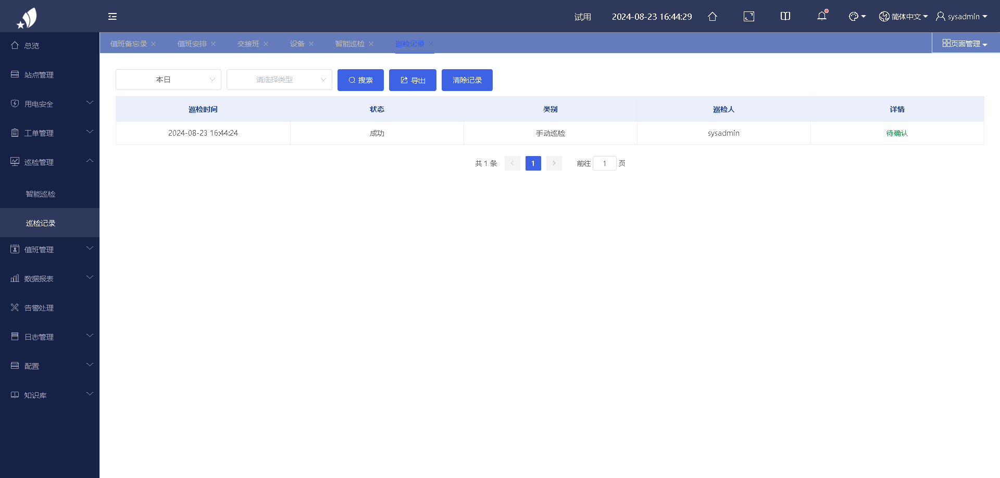 试用 2024-08-23 16:44:29 简体中文 sysadmin
值班备忘录 值班安排 交接班 设备 智能巡检 巡检记录 页面管理
总览
站点管理
用电安全
工单管理
巡检管理
智能巡检
巡检记录
值班管理
数据报表
告警处理
日志管理
配置
知识库
本日 请选择类型 搜索 导出 清除记录
巡检时间 状态 类别 巡检人 详情
2024-08-23 16:44:24 成功 手动巡检 sysadmin 待确认
共 1 条 1 前往 1 页